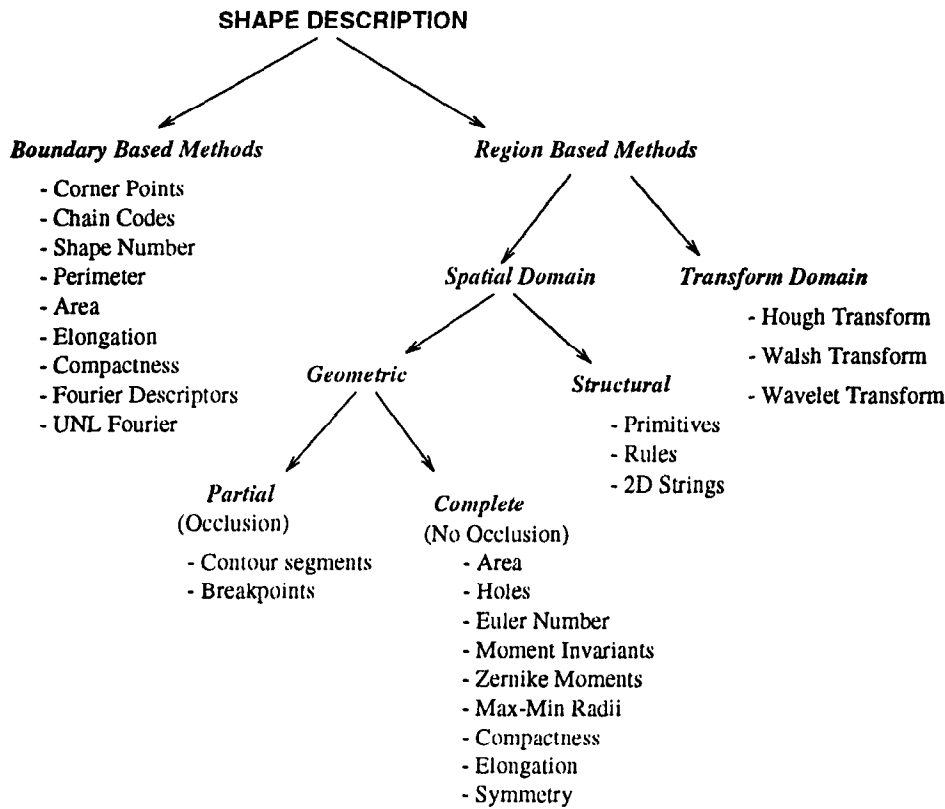 SHAPE DESCRIPTION
Boundary Based Methods
- Corner Points
- Chain Codes
- Shape Number
- Perimeter
- Area
- Elongation
- Compactness
- Fourier Descriptors
- UNL Fourier
Region Based Methods
Spatial Domain
Geometric
Partial
(Occlusion)
- Contour segments
- Breakpoints
Complete
(No Occlusion)
- Area
- Holes
- Euler Number
- Moment Invariants
- Zernike Moments
- Max-Min Radii
- Compactness
- Elongation
- Symmetry
Structural
- Primitives
- Rules
- 2D Strings
Transform Domain
- Hough Transform
- Walsh Transform
- Wavelet Transform